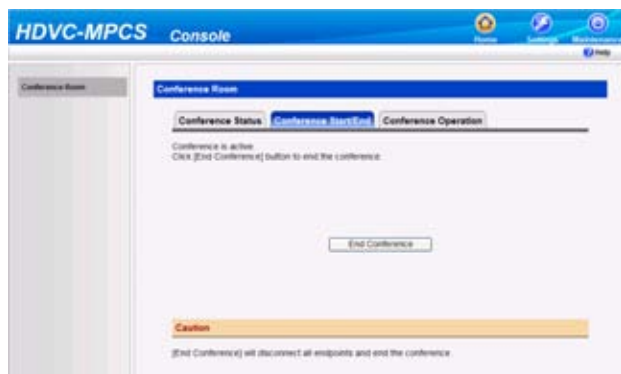 HDVC-MPCS Console
Home Settings Maintenance
Help
Conference Room
Conference Room
Conference Status Conference Start/End Conference Operation
Conference is active.
Click [End Conference] button to end the conference.
End Conference
Caution
[End Conference] will disconnect all endpoints and end the conference.